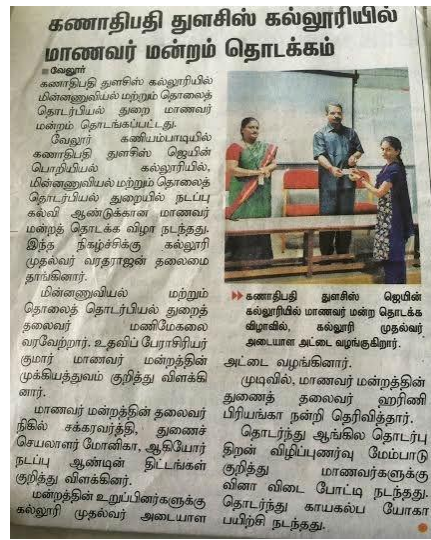 கணாதிபதி துளசிஸ் கல்லூரியில்
மாணவர் மன்றம் தொடக்கம்
■ வேலூர்
கணாதிபதி துளசிஸ் கல்லூரியில்
மின்னணுவியல் மற்றும் தொலைத்
தொடர்பியல் துறை மாணவர்
மன்றம் தொடங்கப்பட்டது.
வேலூர் கணியம்பாடியில்
கணாதிபதி துளசிஸ் ஜெயின்
பொறியியல் கல்லூரியில்,
மின்னணுவியல் மற்றும் தொலைத்
தொடர்பியல் துறையில் நடப்பு
கல்வி ஆண்டுக்கான மாணவர்
மன்றத் தொடக்க விழா நடந்தது.
இந்த நிகழ்ச்சிக்கு கல்லூரி
முதல்வர் வரதராஜன் தலைமை
தாங்கினார்.
மின்னணுவியல் மற்றும்
தொலைத் தொடர்பியல் துறைத்
தலைவர் மணிமேகலை
வரவேற்றார். உதவிப் பேராசிரியர்
குமார் மாணவர் மன்றத்தின்
முக்கியத்துவம் குறித்து விளக்கி
னார்.
மாணவர் மன்றத்தின் தலைவர்
நிகில் சக்கரவர்த்தி, துணைச்
செயலாளர் மோனிகா, ஆகியோர்
நடப்பு ஆண்டின் திட்டங்கள்
குறித்து விளக்கினர்.
மன்றத்தின் உறுப்பினர்களுக்கு
கல்லூரி முதல்வர் அடையாள
கணாதிபதி துளசிஸ் ஜெயின்
கல்லூரியில் மாணவர் மன்ற தொடக்க
விழாவில், கல்லூரி முதல்வர்
அடையாள அட்டை வழங்குகிறார்.
அட்டை வழங்கினார்.
முடிவில், மாணவர் மன்றத்தின்
துணைத் தலைவர் ஹரிணி
பிரியங்கா நன்றி தெரிவித்தார்.
தொடர்ந்து ஆங்கில தொடர்பு
திறன் விழிப்புணர்வு மேம்பாடு
குறித்து மாணவர்களுக்கு
வினா விடை போட்டி நடந்தது.
தொடர்ந்து காயகல்ப யோகா
பயிற்சி நடந்தது.